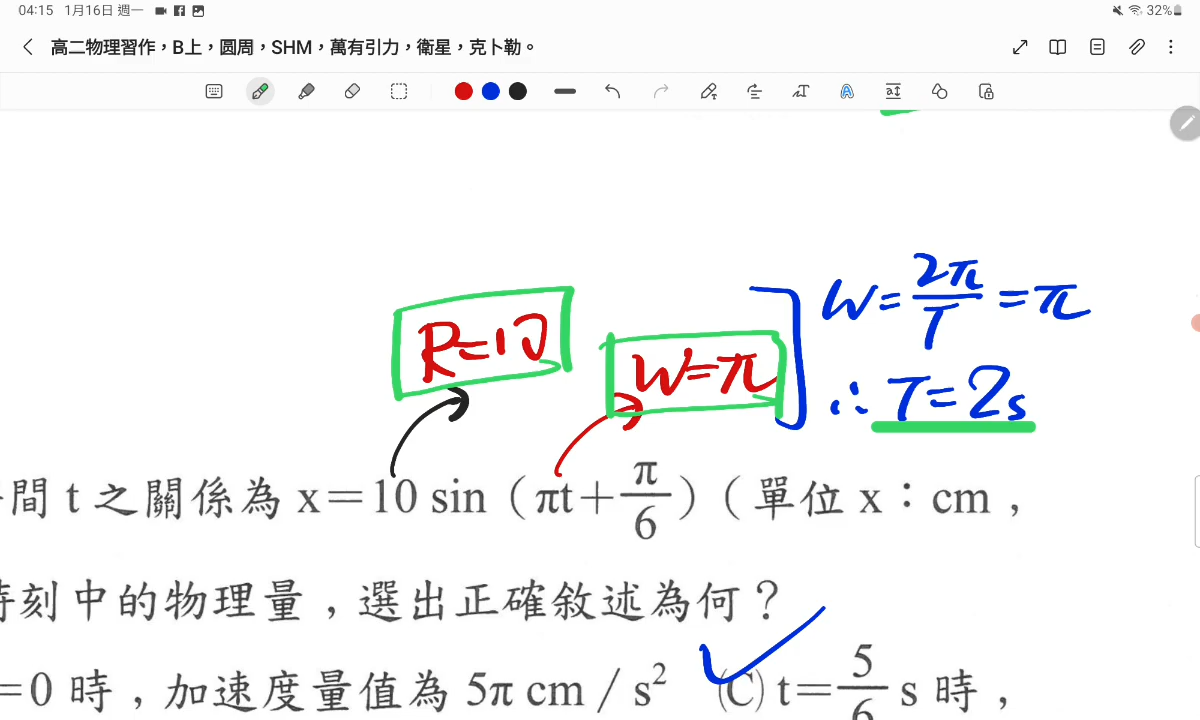 04:15 1月16日 週一 32%
高二物理習作，B上，圓周，SHM，萬有引力，衛星，克卜勒。
W=2π/T=π
R=10
W=π
∴T=2s
間 t 之關係為 x＝10 sin（πt＋π/6）（單位 x：cm，
時刻中的物理量，選出正確敘述為何？
=0 時，加速度量值為 5π cm / s² (C) t＝5/6 s 時，